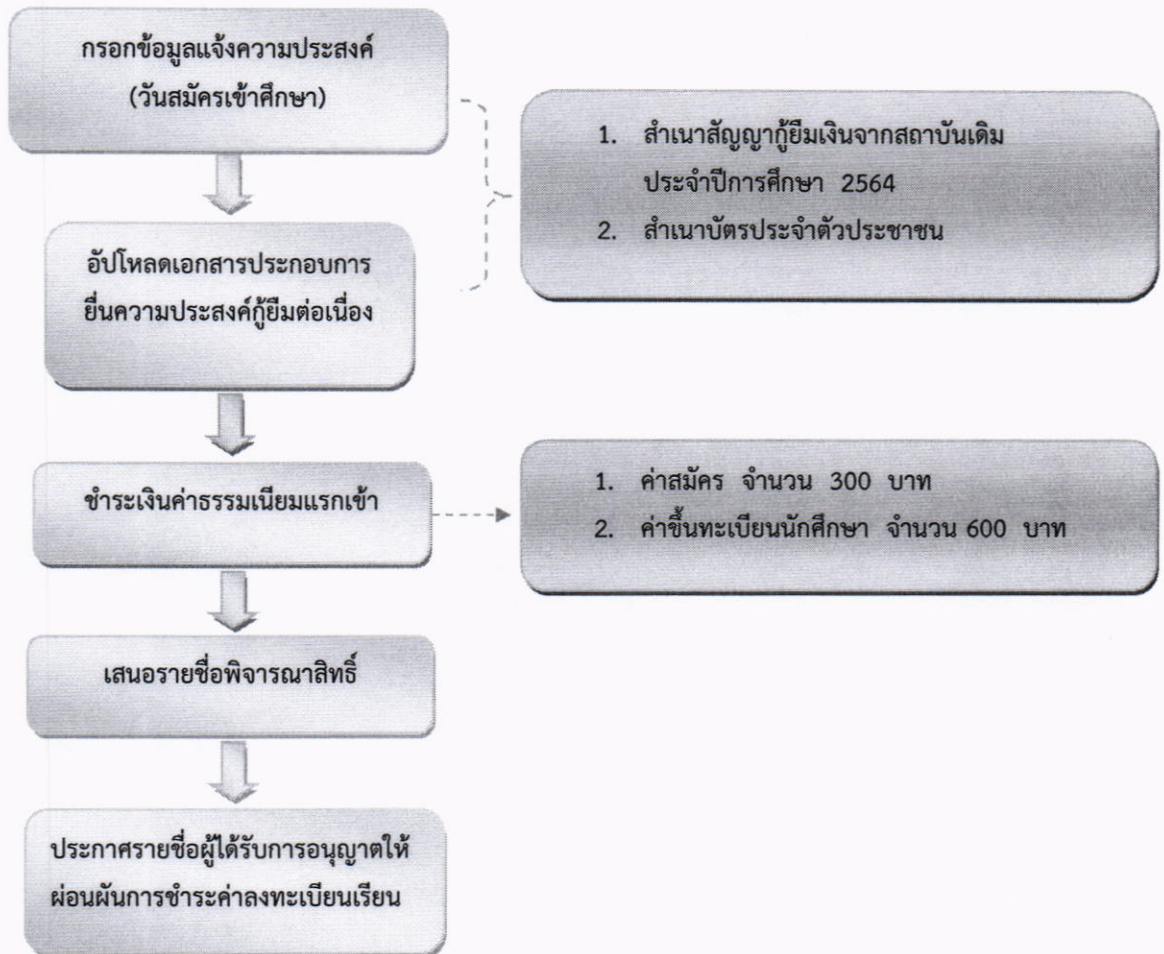 กรอกข้อมูลแจ้งความประสงค์
(วันสมัครเข้าศึกษา)
1. สำเนาสัญญากู้ยืมเงินจากสถาบันเดิม
ประจำปีการศึกษา 2564
2. สำเนาบัตรประจำตัวประชาชน
อัปโหลดเอกสารประกอบการ
ยื่นความประสงค์กู้ยืมต่อเนื่อง
ชำระเงินค่าธรรมเนียมแรกเข้า
1. ค่าสมัคร จำนวน 300 บาท
2. ค่าขึ้นทะเบียนนักศึกษา จำนวน 600 บาท
เสนอรายชื่อพิจารณาสิทธิ์
ประกาศรายชื่อผู้ได้รับการอนุญาตให้
ผ่อนผันการชำระค่าลงทะเบียนเรียน